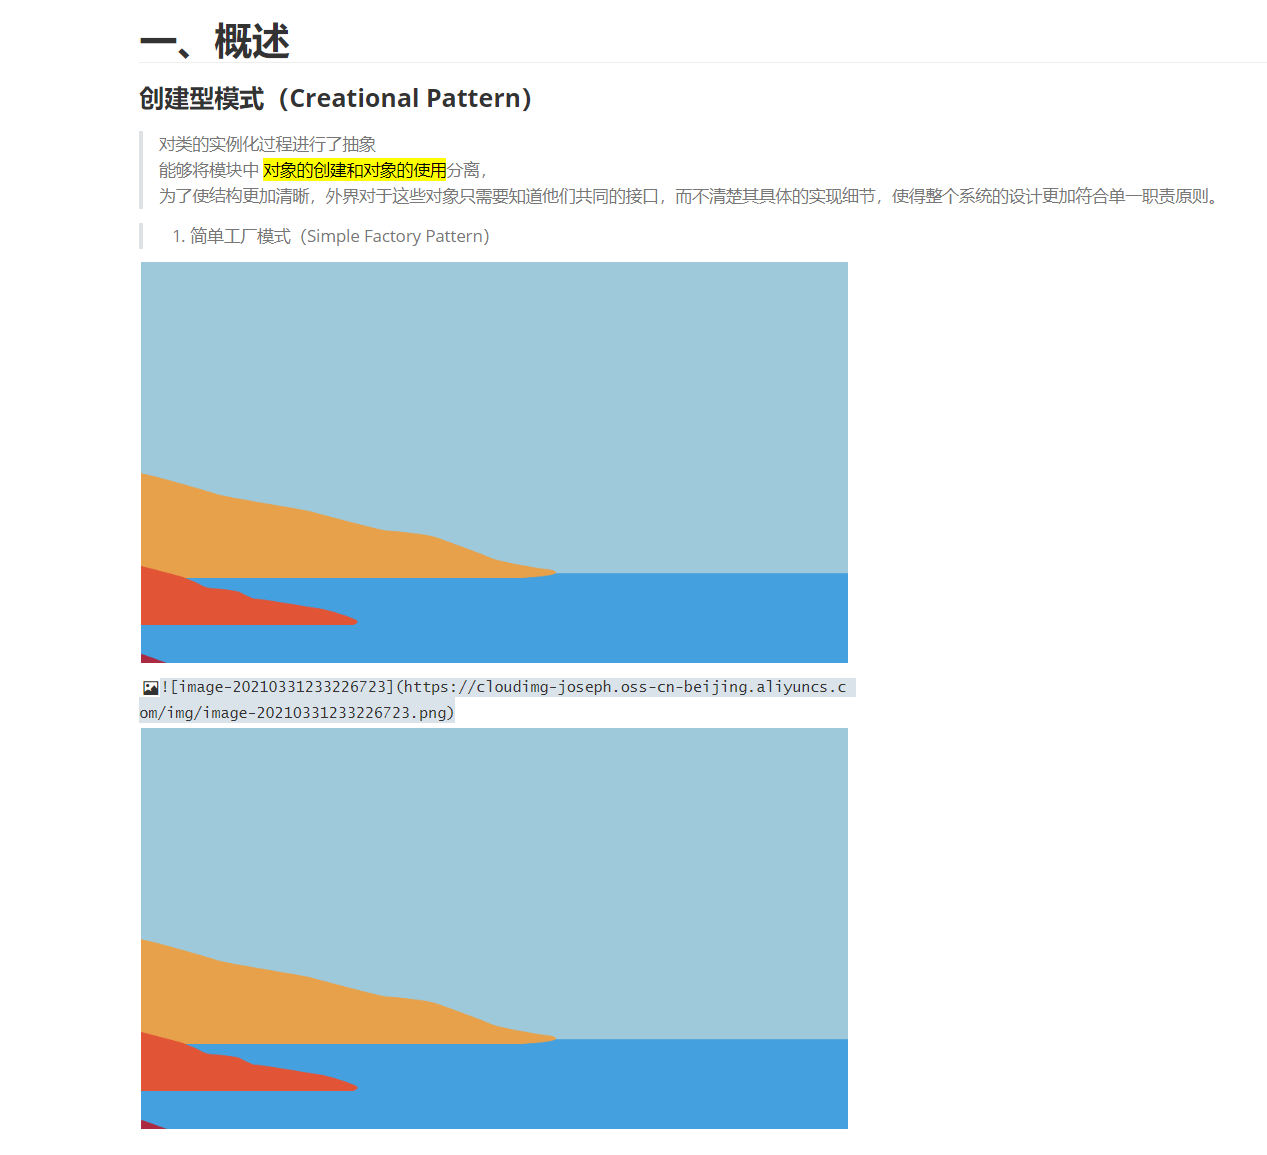 一、概述
创建型模式（Creational Pattern）
对类的实例化过程进行了抽象
能够将模块中 对象的创建和对象的使用分离，
为了使结构更加清晰，外界对于这些对象只需要知道他们共同的接口，而不清楚其具体的实现细节，使得整个系统的设计更加符合单一职责原则。
1. 简单工厂模式（Simple Factory Pattern）
![image-20210331233226723](https://cloudimg-joseph.oss-cn-beijing.aliyuncs.c
om/img/image-20210331233226723.png)